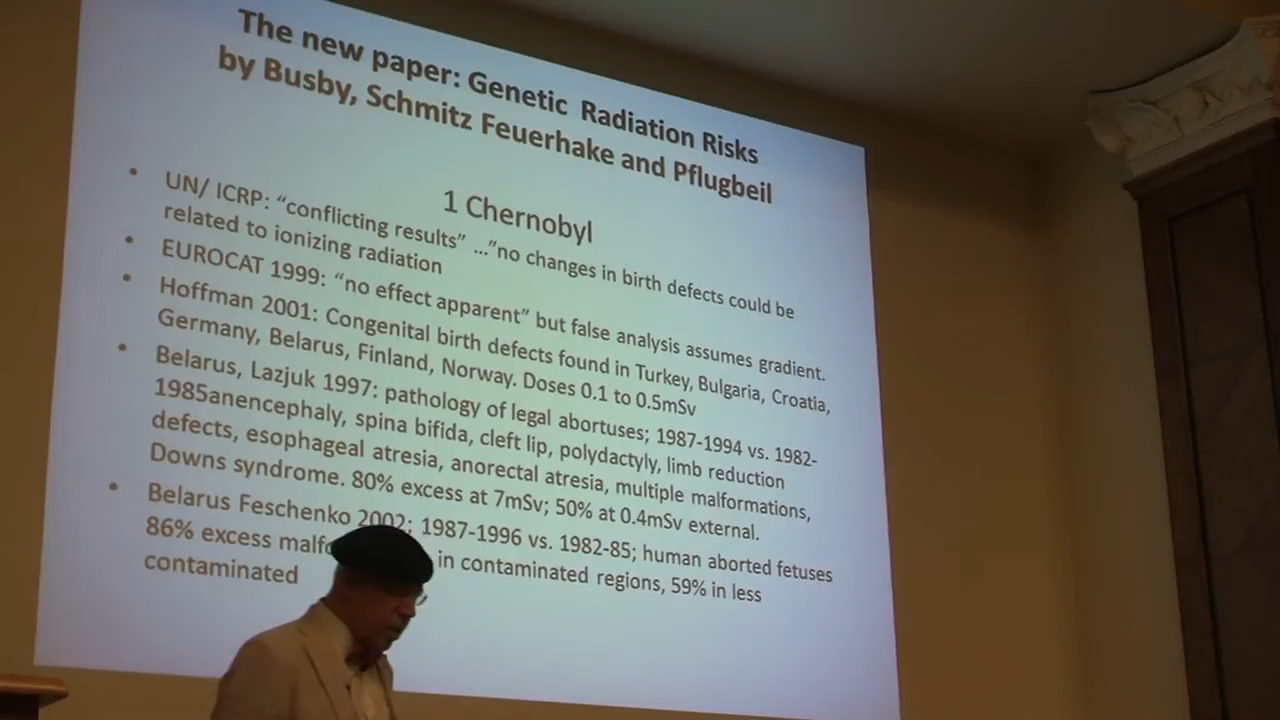 The new paper: Genetic Radiation Risks
by Busby, Schmitz Feuerhake and Pflugbeil
1 Chernobyl
• UN/ ICRP: “conflicting results” …”no changes in birth defects could be
related to ionizing radiation
• EUROCAT 1999: “no effect apparent” but false analysis assumes gradient.
• Hoffman 2001: Congenital birth defects found in Turkey, Bulgaria, Croatia,
Germany, Belarus, Finland, Norway. Doses 0.1 to 0.5mSv
• Belarus, Lazjuk 1997: pathology of legal abortuses; 1987-1994 vs. 1982-
1985anencephaly, spina bifida, cleft lip, polydactyly, limb reduction
defects, esophageal atresia, anorectal atresia, multiple malformations,
Downs syndrome. 80% excess at 7mSv; 50% at 0.4mSv external.
• Belarus Feschenko 2002; 1987-1996 vs. 1982-85; human aborted fetuses
86% excess in contaminated regions, 59% in less
contaminated